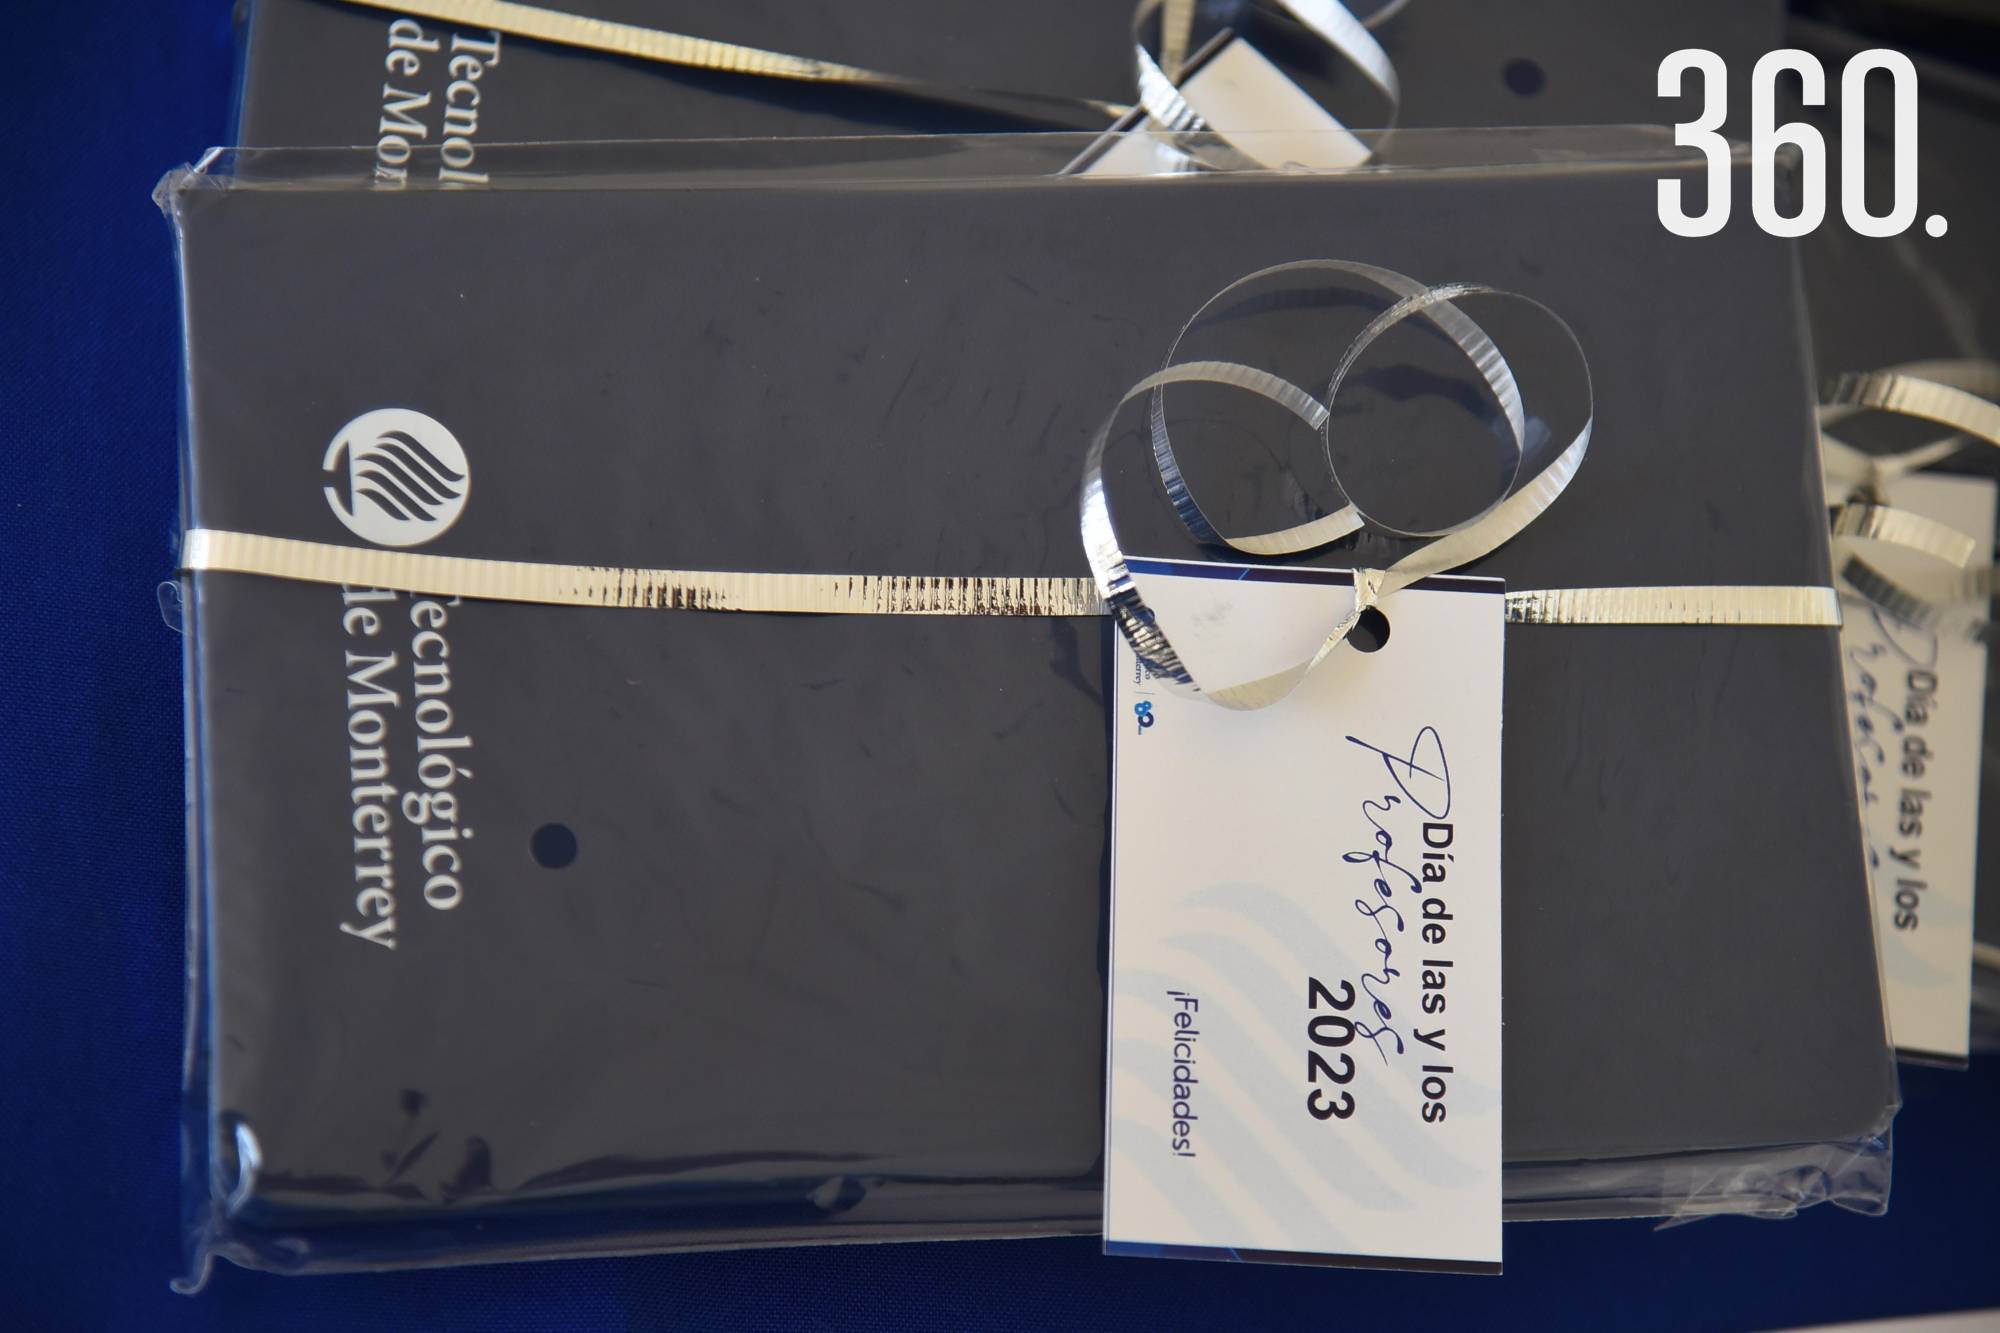 360.
Tecnol
de Mon
Tecnológico
de Monterrey
Día de las y los
Profesores
2023
¡Felicidades!
Día de las y los